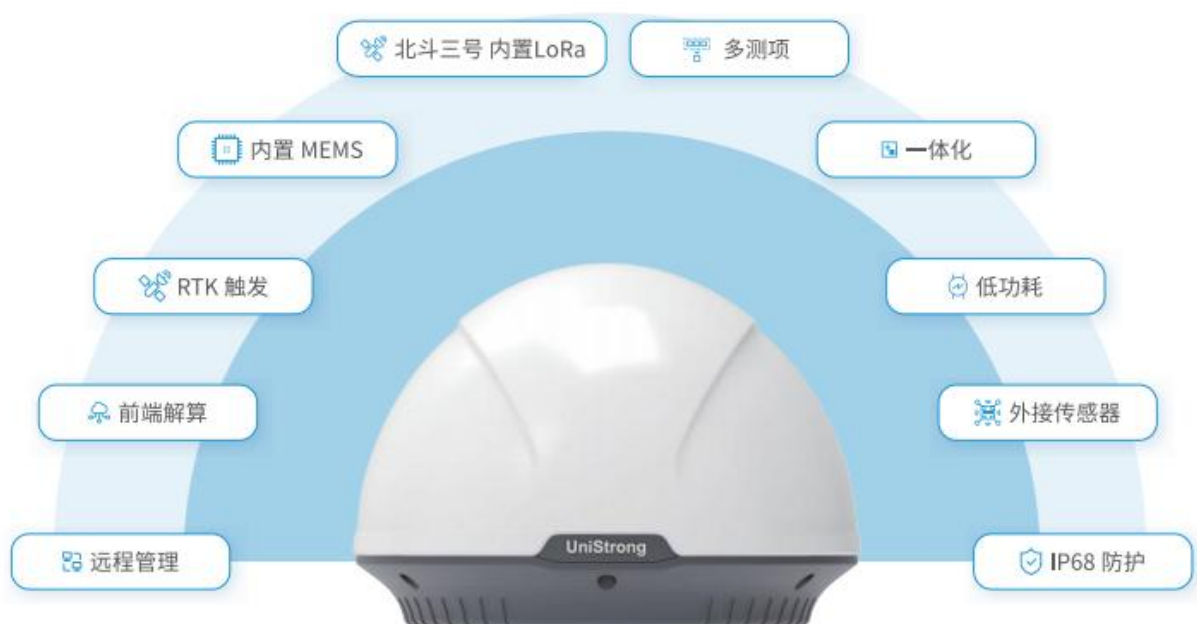 北斗三号 内置LoRa
多测项
内置 MEMS
一体化
RTK 触发
低功耗
前端解算
外接传感器
UniStrong
远程管理
IP68 防护